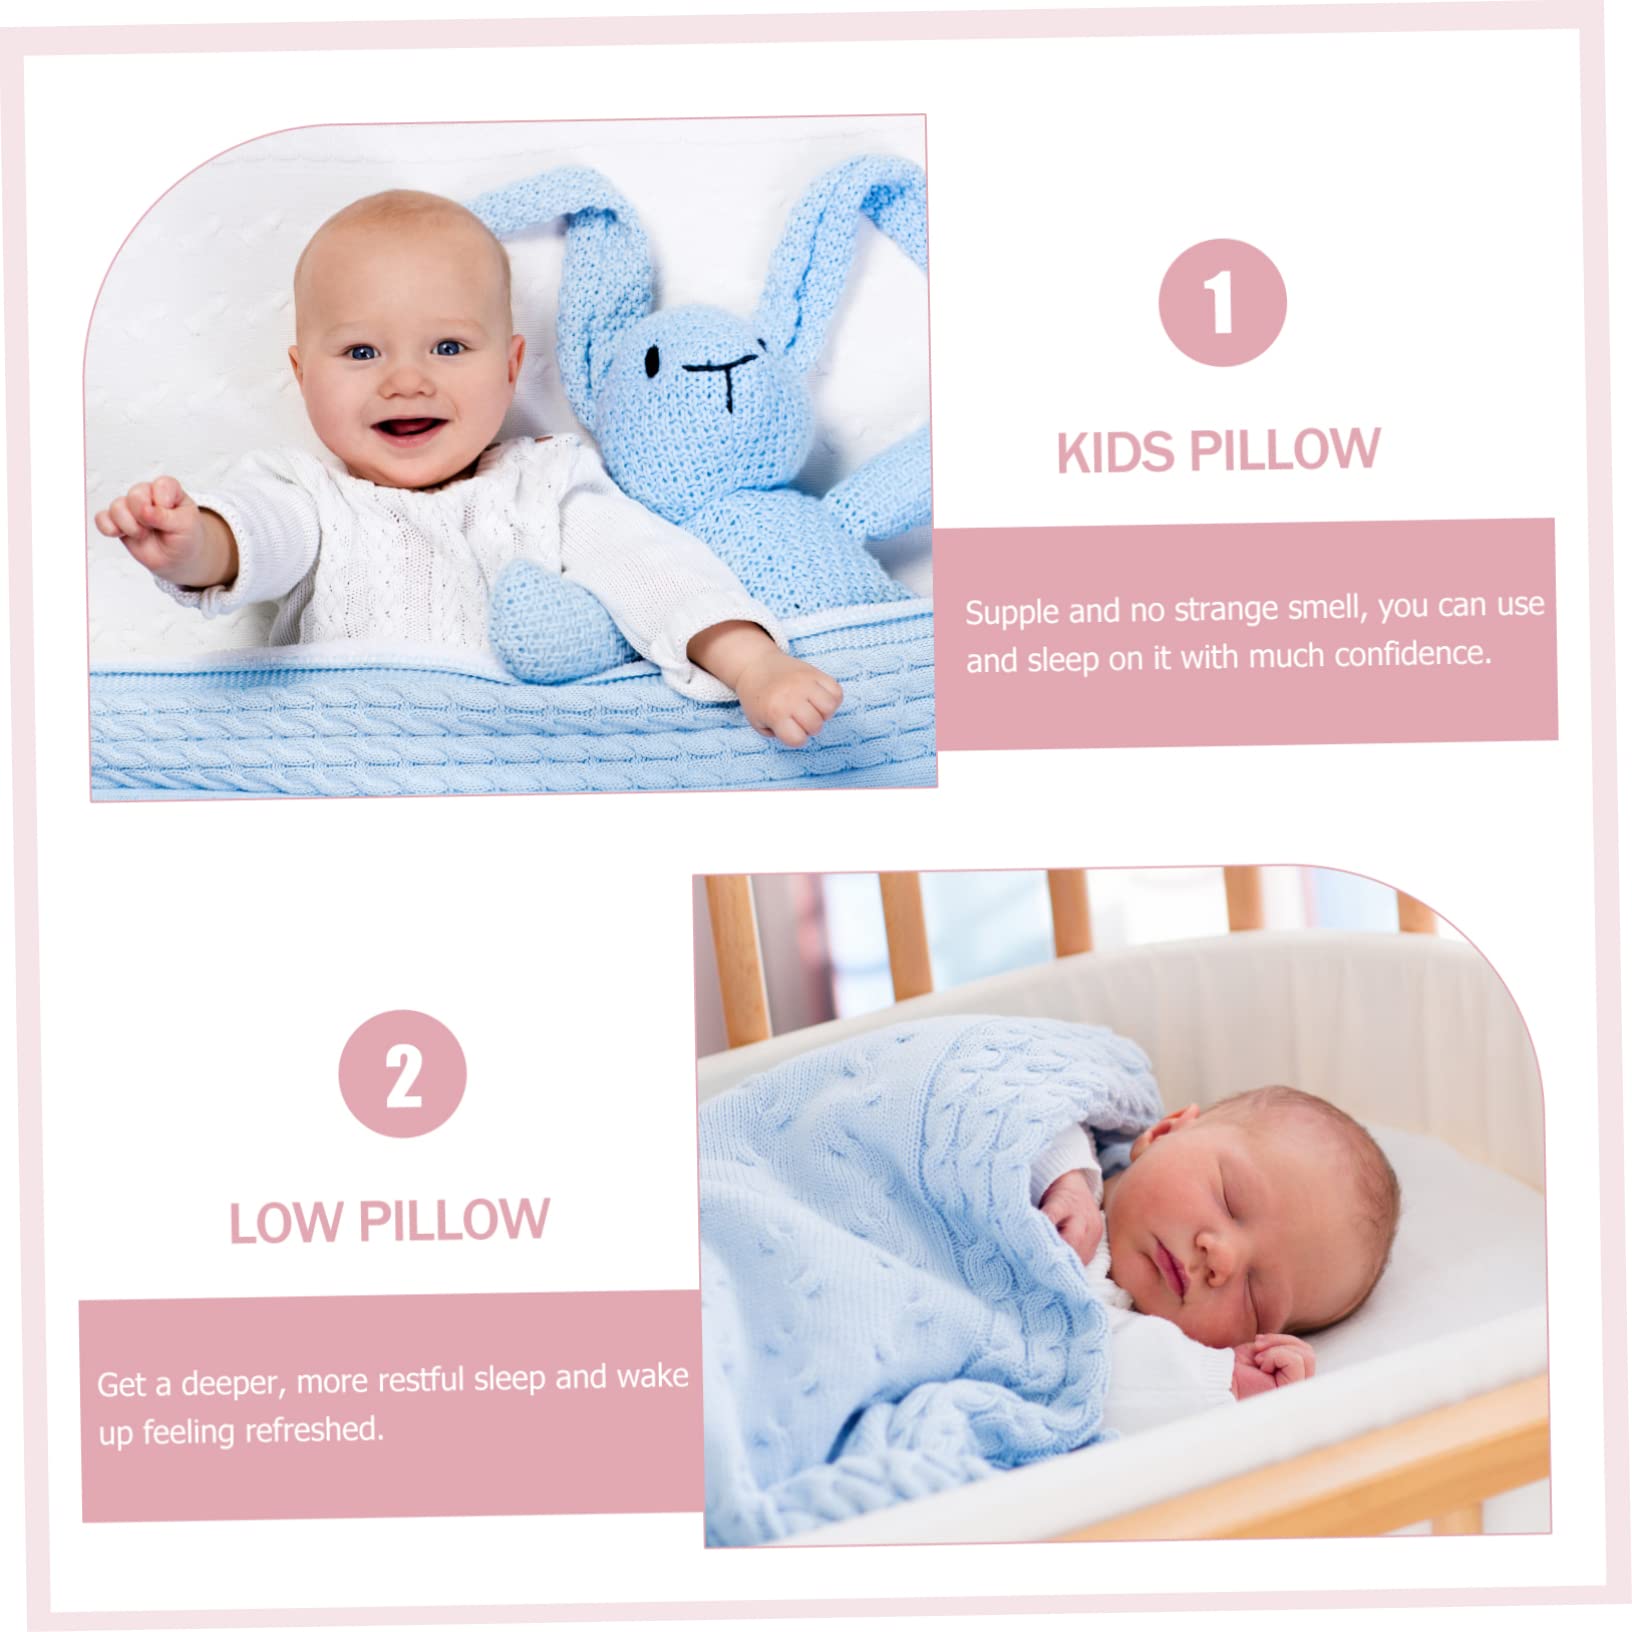 1
KIDS PILLOW
Supple and no strange smell, you can use
and sleep on it with much confidence.
2
LOW PILLOW
Get a deeper, more restful sleep and wake
up feeling refreshed.